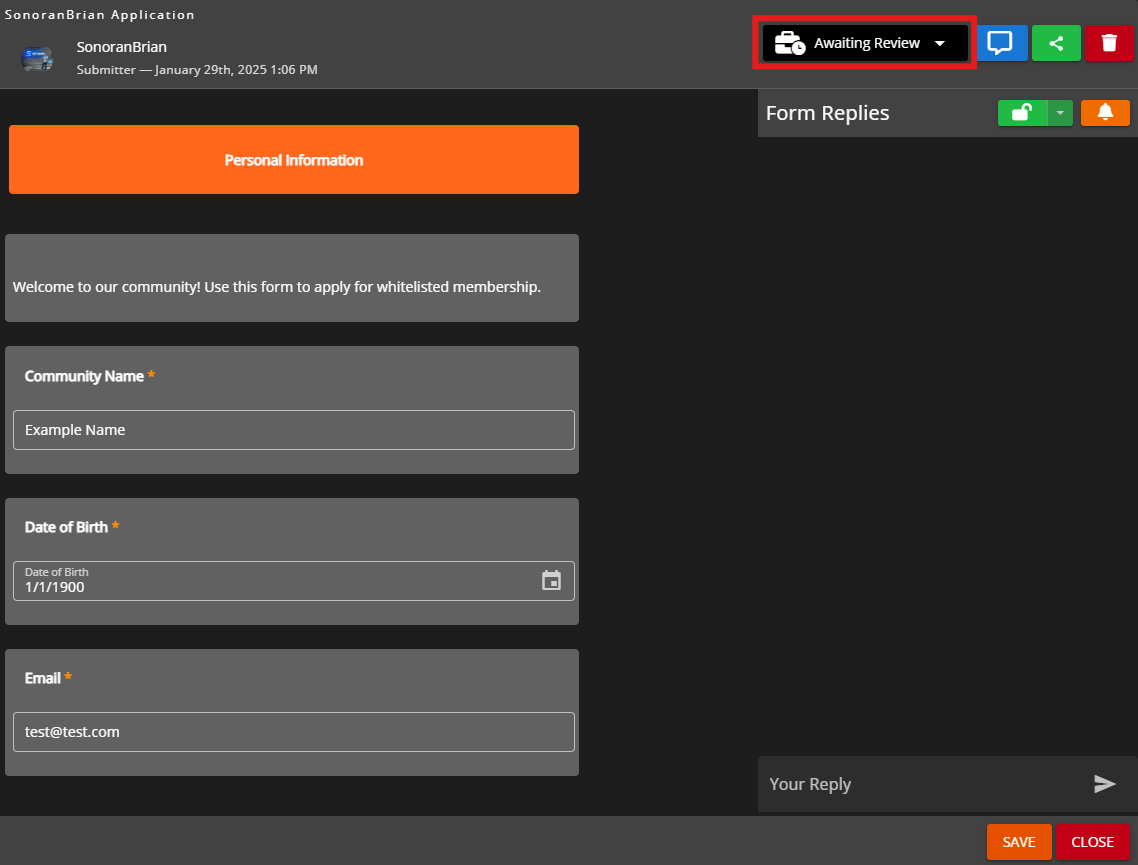 SonoranBrian Application
SonoranBrian
Submitter — January 29th, 2025 1:06 PM
Awaiting Review
Form Replies
Personal Information
Welcome to our community! Use this form to apply for whitelisted membership.
Community Name *
Example Name
Date of Birth *
Date of Birth
1/1/1900
Email *
test@test.com
Your Reply
SAVE
CLOSE